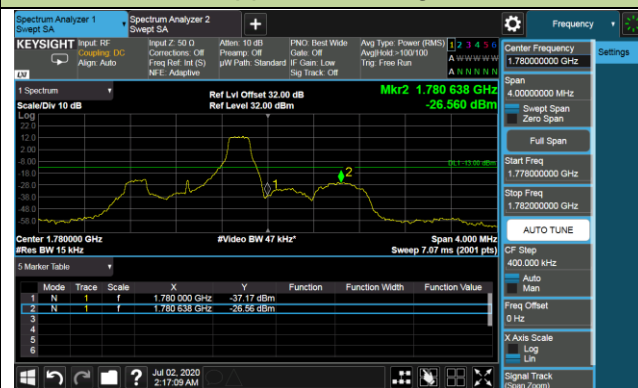 Spectrum Analyzer 1
Swept SA
Spectrum Analyzer 2
Swept SA
+
Frequency
KEYSIGHT
Input: RF
Coupling: DC
Align: Auto
Input Z: 50 Ω
Corrections: Off
Freq Ref: Int (S)
NFE: Adaptive
Atten: 10 dB
Preamp: Off
µW Path: Standard
PNO: Best Wide
Gate: Off
IF Gain: Low
Sig Track: Off
Avg Type: Power (RMS)
Avg|Hold:>100/100
Trig: Free Run
1 2 3 4 5 6
A W W W W W
A N N N N N
LXI
1 Spectrum
Scale/Div 10 dB
Ref Lvl Offset 32.00 dB
Ref Level 32.00 dBm
Mkr2 1.780 638 GHz
-26.560 dBm
Log
22.0
12.0
2.00
-8.00
-18.0
-28.0
-38.0
-48.0
-58.0
DL1 -13.00 dBm
1
2
Center 1.780000 GHz
#Res BW 15 kHz
#Video BW 47 kHz*
Span 4.000 MHz
Sweep 7.07 ms (2001 pts)
5 Marker Table
Mode Trace Scale X Y Function Function Width Function Value
1 N 1 f 1.780 000 GHz -37.17 dBm
2 N 1 f 1.780 638 GHz -26.56 dBm
3
4
5
6
Jul 02, 2020
2:17:09 AM
Center Frequency
1.780000000 GHz
Settings
Span
4.00000000 MHz
Swept Span
Zero Span
Full Span
Start Freq
1.778000000 GHz
Stop Freq
1.782000000 GHz
AUTO TUNE
CF Step
400.000 kHz
Auto
Man
Freq Offset
0 Hz
X Axis Scale
Log
Lin
Signal Track
(Span Zoom)